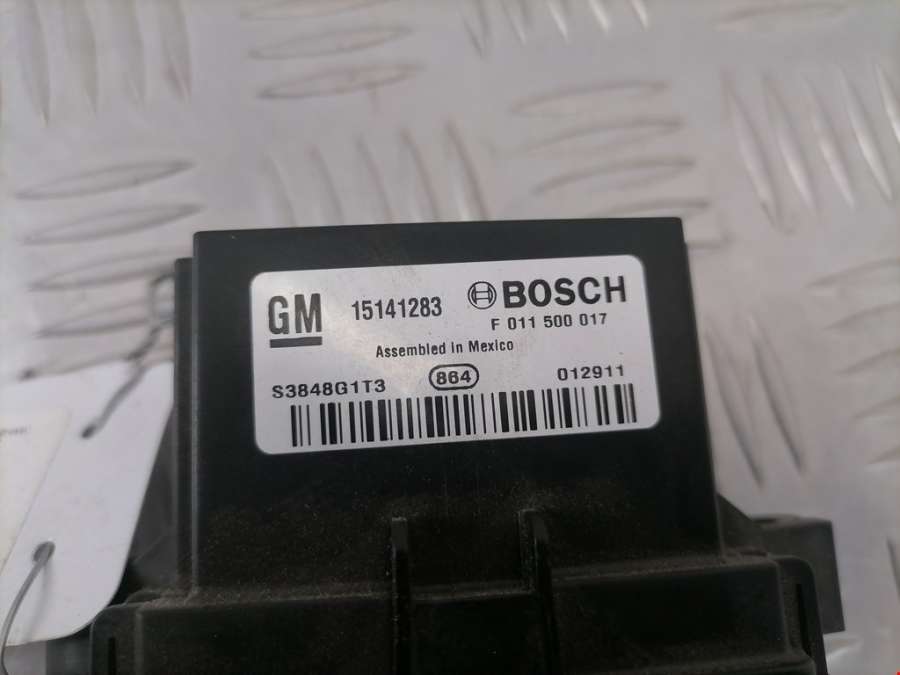 GM 15141283 BOSCH
F 011 500 017
Assembled in Mexico
S3848G1T3 864 012911